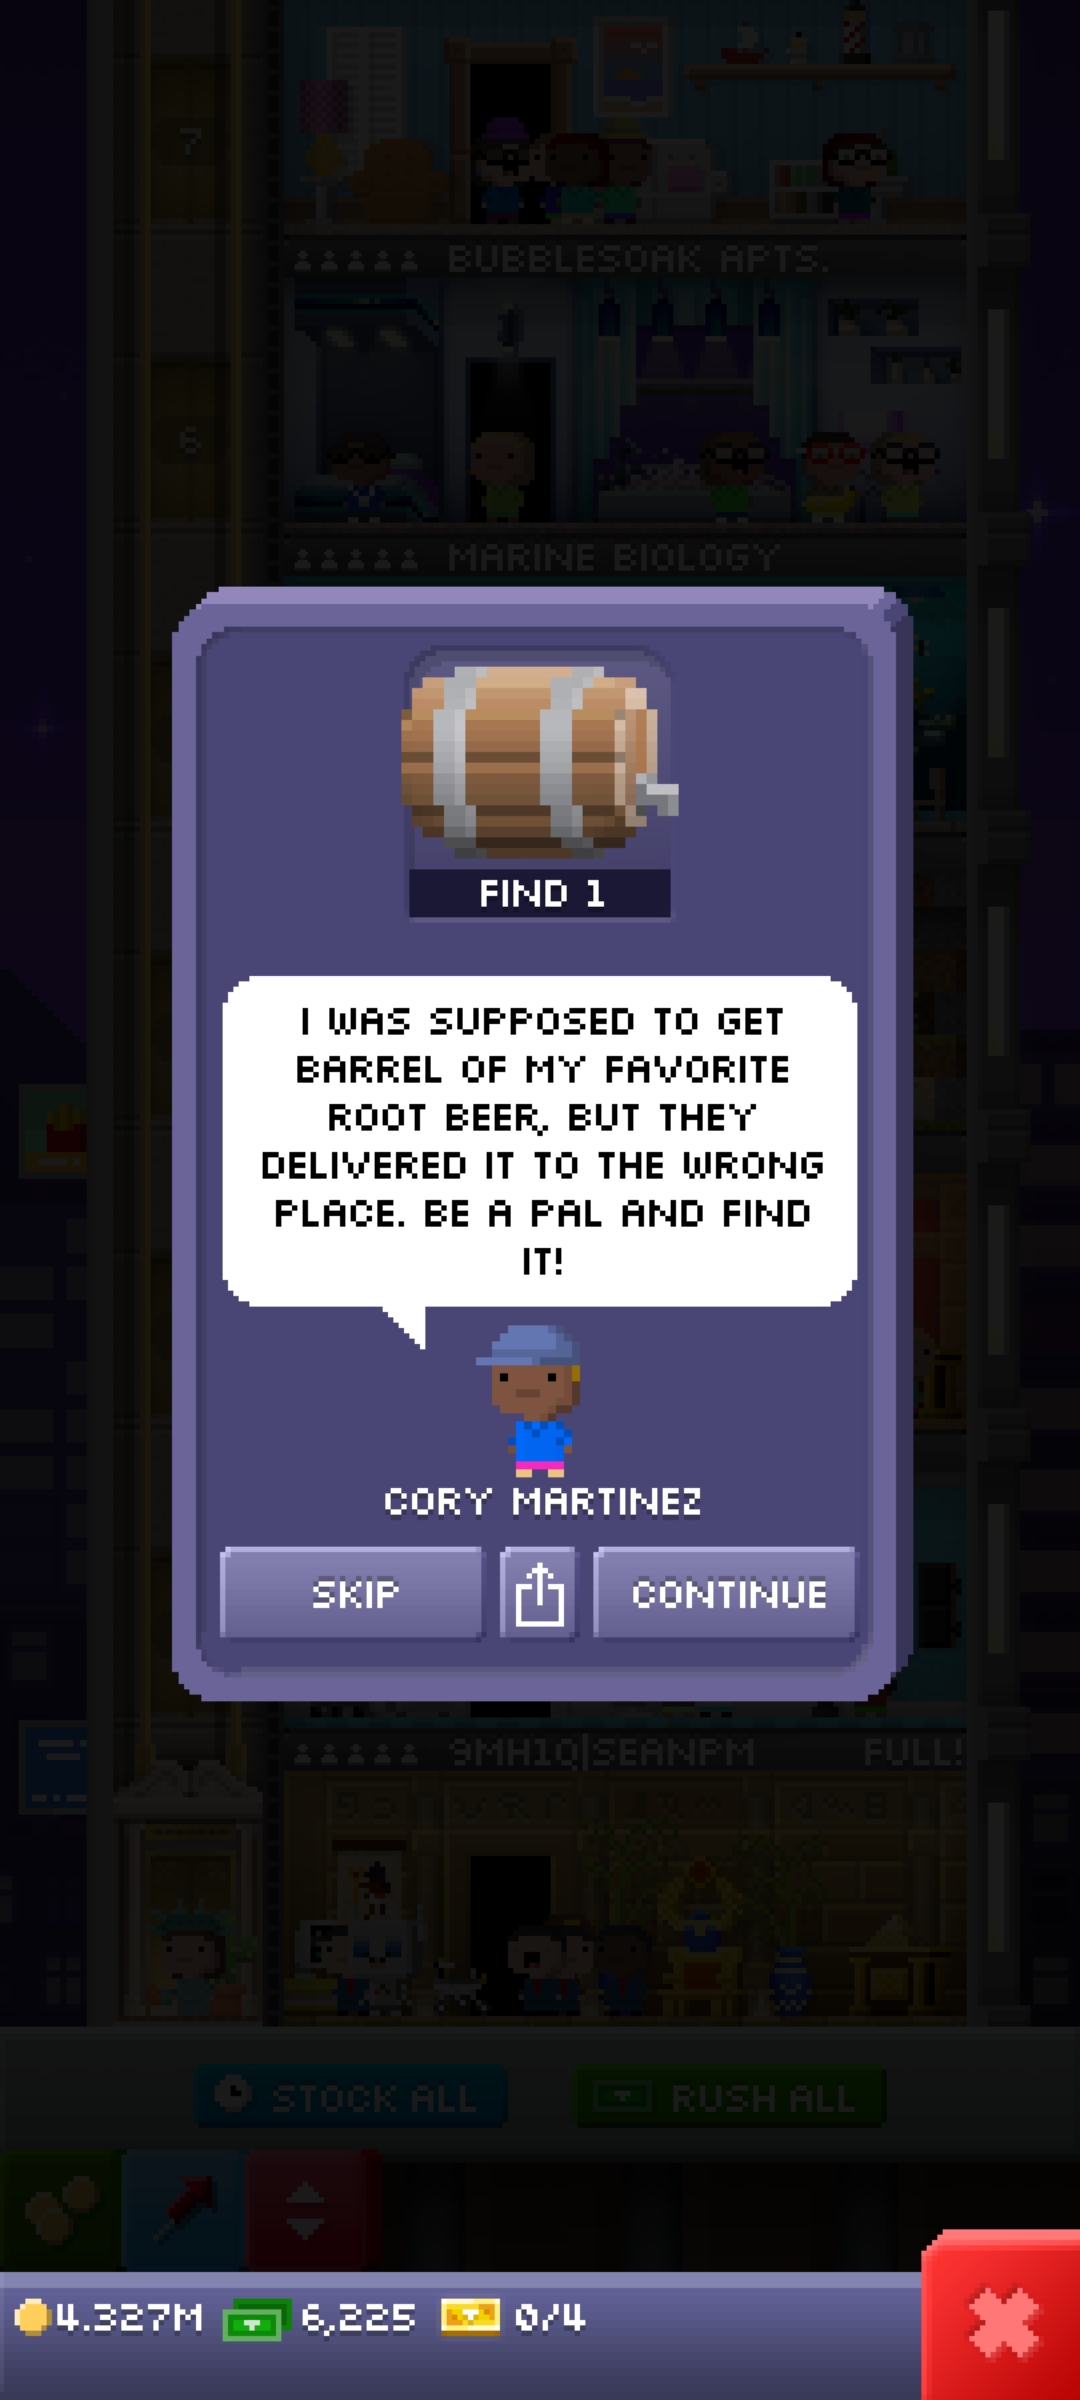 7
BUBBLESOAK APTS.
6
MARINE BIOLOGY
FIND 1
I WAS SUPPOSED TO GET
BARREL OF MY FAVORITE
ROOT BEER, BUT THEY
DELIVERED IT TO THE WRONG
PLACE. BE A PAL AND FIND
IT!
CORY MARTINEZ
SKIP
CONTINUE
9MH1Q|SEANPM FULL!
STOCK ALL
RUSH ALL
4.327M 6,225 0/4